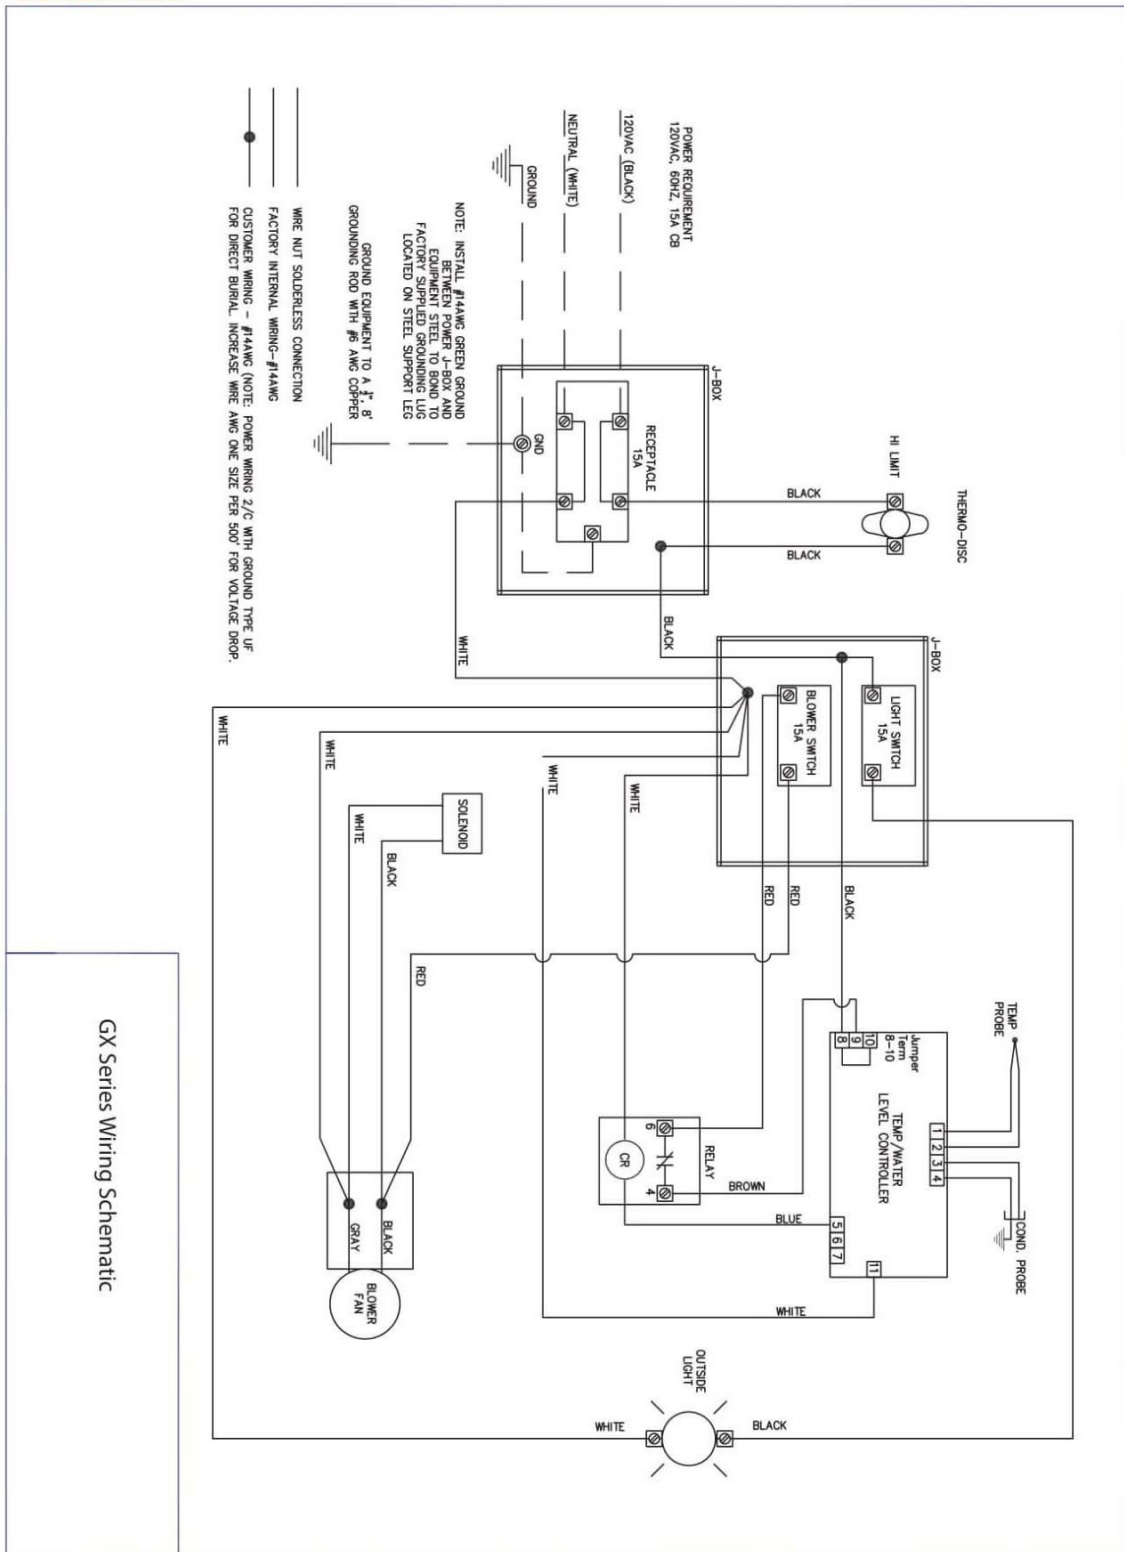 POWER REQUIREMENT
120VAC, 60HZ, 15A CB
120VAC (BLACK)
NEUTRAL (WHITE)
GROUND
NOTE: INSTALL #14AWG GREEN GROUND
BETWEEN POWER J-BOX AND
EQUIPMENT STEEL TO BOND TO
FACTORY SUPPLIED GROUNDING LUG
LOCATED ON STEEL SUPPORT LEG
GROUND EQUIPMENT TO A ½", 8'
GROUNDING ROD WITH #6 AWG COPPER
WIRE NUT SOLDERLESS CONNECTION
FACTORY INTERNAL WIRING-#14AWG
CUSTOMER WIRING - #14AWG (NOTE: POWER WIRING 2/C WITH GROUND TYPE UF
FOR DIRECT BURIAL. INCREASE WIRE AWG ONE SIZE PER 500' FOR VOLTAGE DROP.
J-BOX
RECEPTACLE
15A
GND
HI LIMIT
THERMO-DISC
BLACK
BLACK
BLACK
WHITE
J-BOX
LIGHT SWITCH
15A
BLOWER SWITCH
15A
WHITE
WHITE
WHITE
WHITE
SOLENOID
WHITE
BLACK
RED
RED
RED
BLACK
TEMP
PROBE
Jumper
Term
8-10
10
9
8
TEMP/WATER
LEVEL CONTROLLER
1
2
3
4
COND. PROBE
5
6
7
11
RELAY
6
4
CR
BROWN
BLUE
WHITE
BLACK
GRAY
BLOWER
FAN
OUTSIDE
LIGHT
WHITE
BLACK
GX Series Wiring Schematic